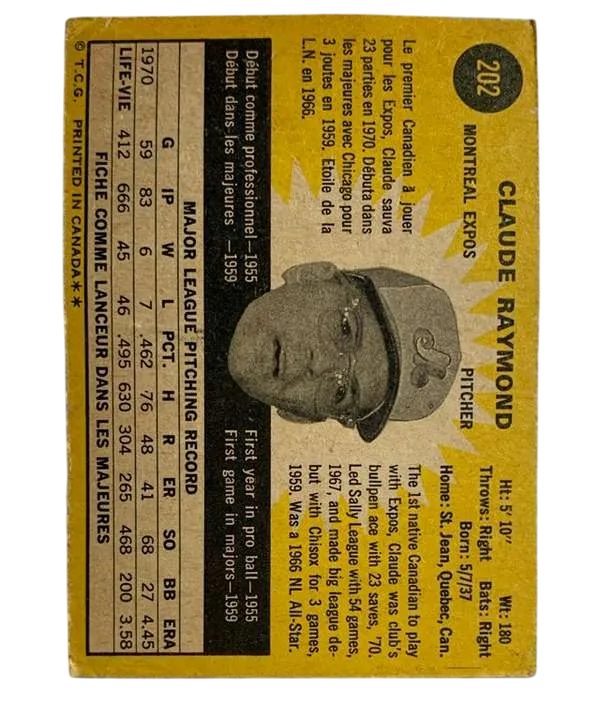 202
CLAUDE RAYMOND
MONTREAL EXPOS
PITCHER
Ht: 5' 10" Wt: 180
Throws: Right Bats: Right
Born: 5/7/37
Home: St. Jean, Quebec, Can.
Le premier Canadien à jouer
pour les Expos, Claude sauva
23 parties en 1970. Débuta dans
les majeures avec Chicago pour
3 joutes en 1959. Etoile de la
L.N. en 1966.
The 1st native Canadian to play
with Expos, Claude was club's
bullpen ace with 23 saves, '70.
Led Sally League with 54 games,
1967, and made big league de-
but with Chisox for 3 games,
1959. Was a 1966 NL All-Star.
Début comme professionnel—1955
Début dans les majeures —1959
First year in pro ball—1955
First game in majors—1959
MAJOR LEAGUE PITCHING RECORD
G IP W L PCT. H R ER SO BB ERA
1970 59 83 6 7 .462 76 48 41 68 27 4.45
LIFE-VIE 412 666 45 46 .495 630 304 265 468 200 3.58
FICHE COMME LANCEUR DANS LES MAJEURES
© T.C.G. PRINTED IN CANADA**